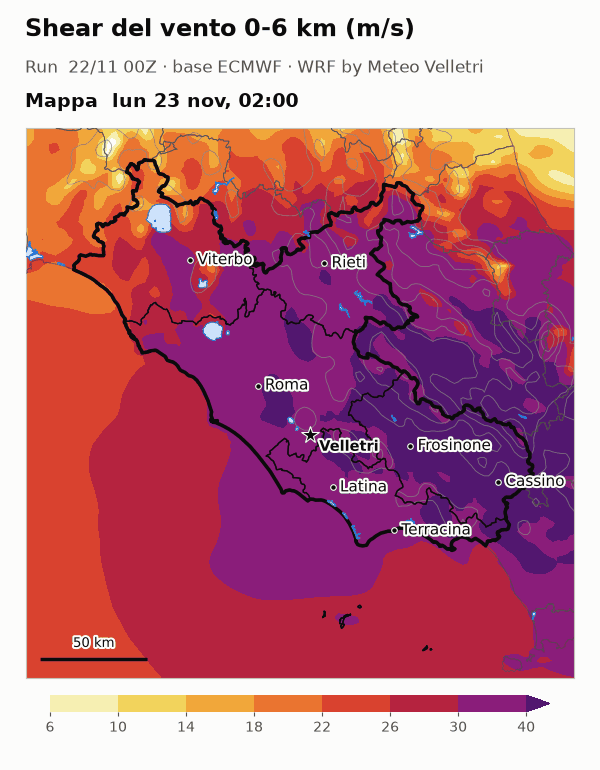 Shear del vento 0-6 km (m/s)
Run  22/11 00Z · base ECMWF · WRF by Meteo Velletri
Mappa  lun 23 nov, 02:00
Viterbo
Rieti
Roma
Velletri
Frosinone
Cassino
Latina
Terracina
50 km
6 10 14 18 22 26 30 40